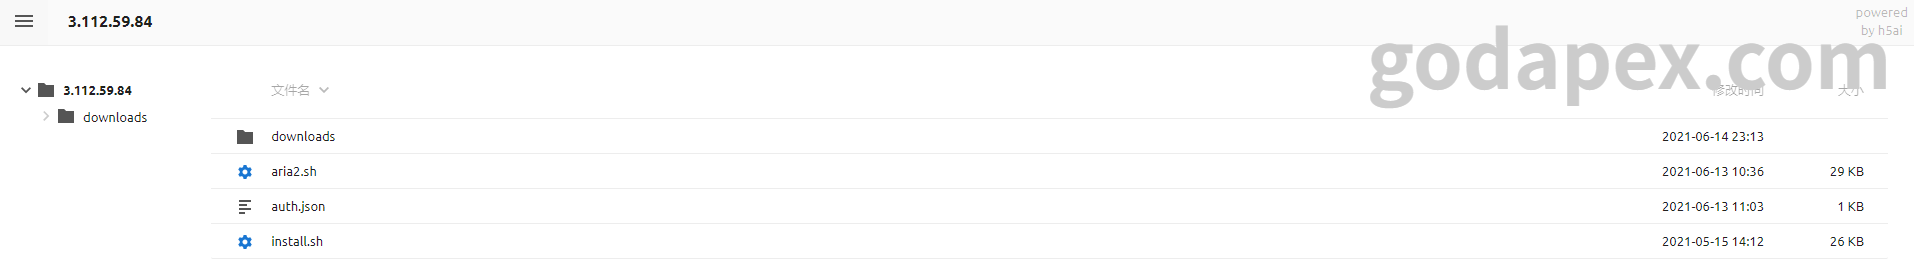 3.112.59.84
powered
by h5ai
godapex.com
3.112.59.84
downloads
文件名 修改时间 大小
downloads 2021-06-14 23:13
aria2.sh 2021-06-13 10:36 29 KB
auth.json 2021-06-13 11:03 1 KB
install.sh 2021-05-15 14:12 26 KB